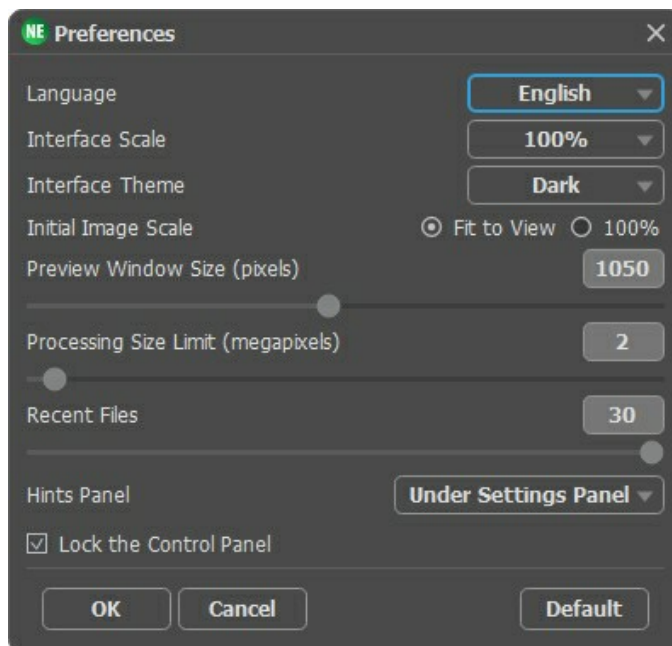 NE Preferences
Language English
Interface Scale 100%
Interface Theme Dark
Initial Image Scale Fit to View 100%
Preview Window Size (pixels) 1050
Processing Size Limit (megapixels) 2
Recent Files 30
Hints Panel Under Settings Panel
Lock the Control Panel
OK Cancel Default